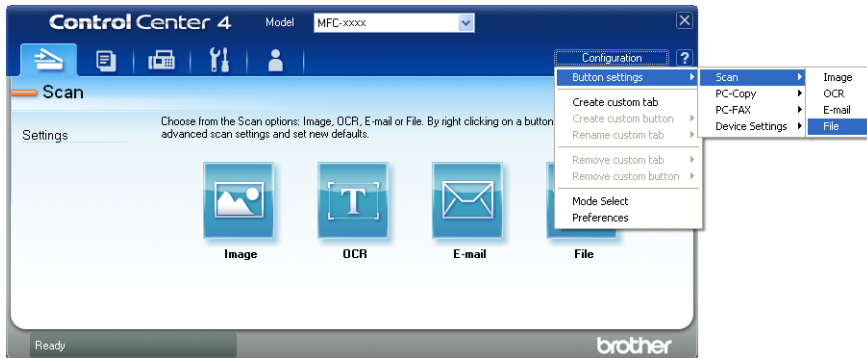 Control Center 4
Model
MFC-xxxx
Configuration
?
Scan
Settings
Choose from the Scan options: Image, OCR, E-mail or File. By right clicking on a button
advanced scan settings and set new defaults.
Image
T
OCR
E-mail
File
Button settings
Create custom tab
Create custom button
Rename custom tab
Remove custom tab
Remove custom button
Mode Select
Preferences
Scan
PC-Copy
PC-FAX
Device Settings
Image
OCR
E-mail
File
Ready
brother